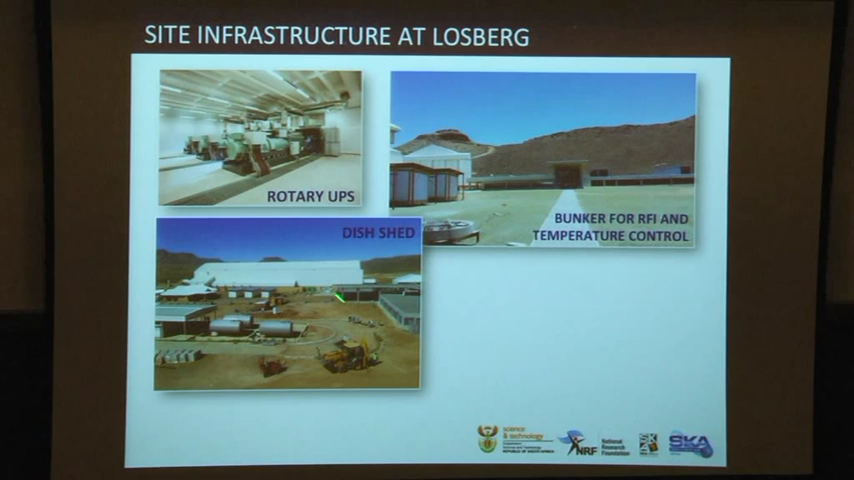 SITE INFRASTRUCTURE AT LOSBERG
ROTARY UPS
BUNKER FOR RFI AND
TEMPERATURE CONTROL
DISH SHED
science
& technology
REPUBLIC OF SOUTH AFRICA
NRF
National
Research
Foundation
SKA